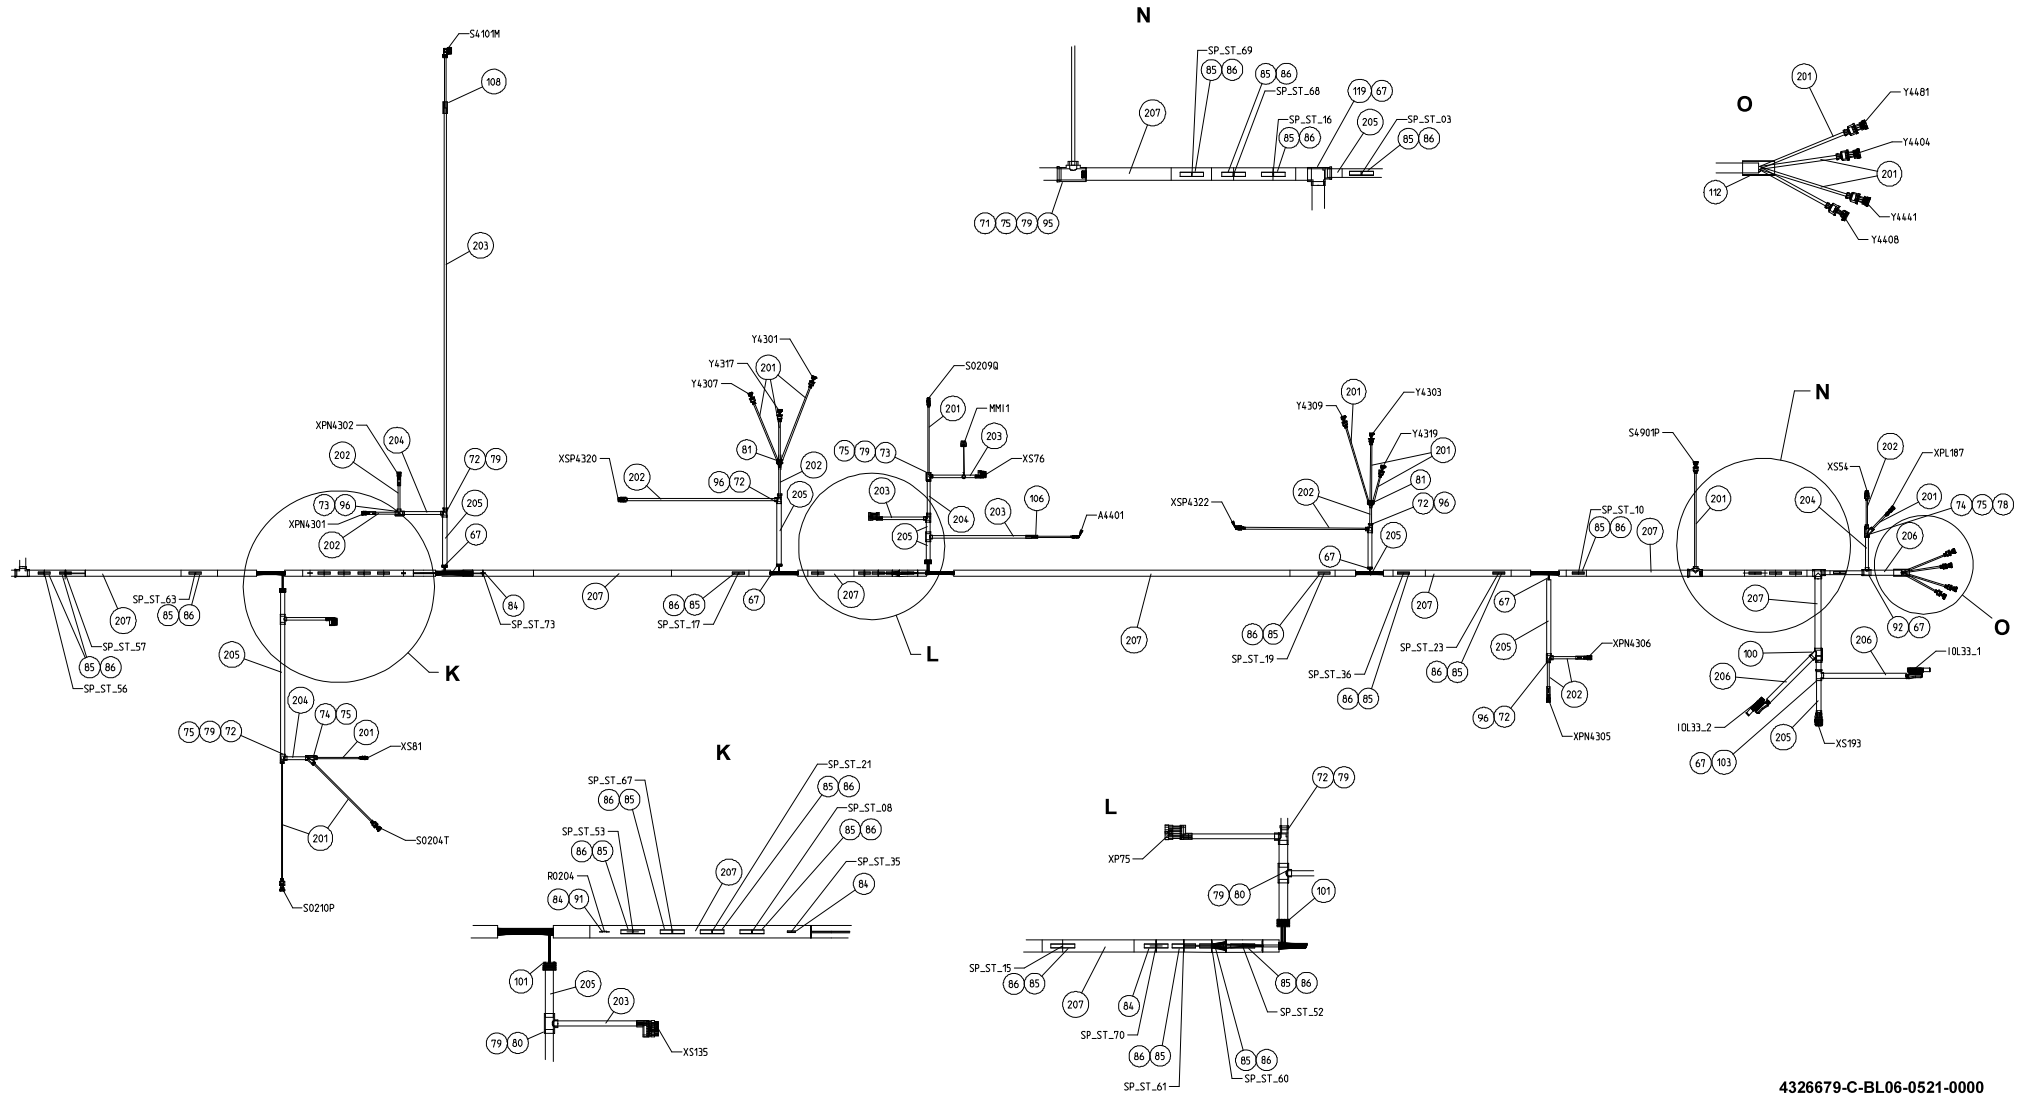 N
S4101M
SP_ST_69
85 86
85 86
SP_ST_68
119 67
201
Y4481
O
108
207
SP_ST_16
205
SP_ST_03
85 86
85 86
Y4404
201
112
Y4441
71 75 79 95
Y4408
203
Y4301
Y4317
201
Y4307
S0209Q
201
MMI1
203
XS76
75 79 73
81
202
XSP4320
202
96 72
205
203
204
203
106
A4401
205
XPN4302
204
202
72 79
73 96
XPN4301
202
205
67
201
Y4303
Y4309
Y4319
201
81
202
XSP4322
202
72 96
67
205
N
S4901P
201
202
XS54
XPL187
201
204
74 75 78
206
SP_ST_10
85 86
207
SP_ST_63
207
85 86
SP_ST_57
85 86
SP_ST_56
205
K
84
SP_ST_73
207
86 85
SP_ST_17
67
207
L
207
86 85
SP_ST_19
SP_ST_36
86 85
207
SP_ST_23
86 85
67
205
XPN4306
202
96 72
XPN4305
207
92 67
O
100
206
206
IOL33_1
IOL33_2
205
XS193
67 103
204
74 75
75 79 72
201
XS81
201
S0204T
S0210P
K
SP_ST_21
SP_ST_67
86 85
85 86
SP_ST_08
SP_ST_53
85 86
86 85
SP_ST_35
R0204
207
84
84 91
101
205
203
79 80
XS135
L
72 79
XP75
79 80
101
SP_ST_15
86 85
207
84
85 86
SP_ST_52
SP_ST_70
86 85
85 86
SP_ST_61
SP_ST_60
4326679-C-BL06-0521-0000